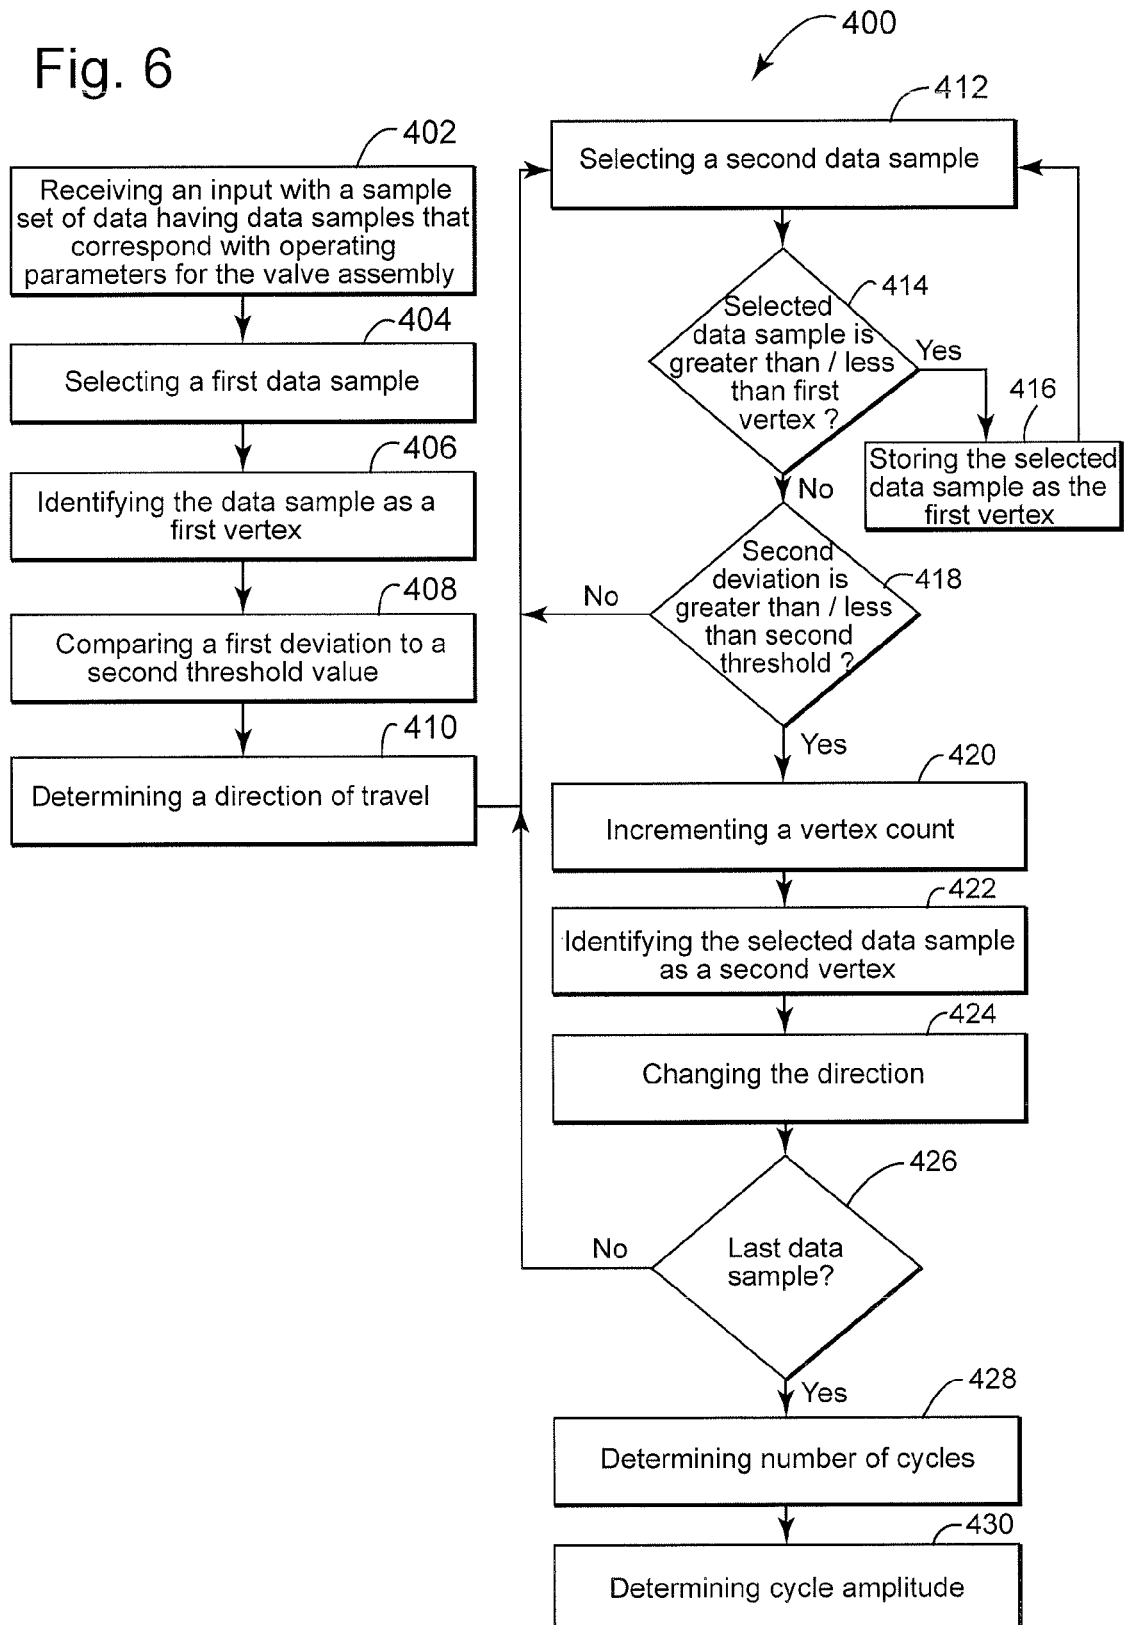 Fig. 6
400
402
Receiving an input with a sample
set of data having data samples that
correspond with operating
parameters for the valve assembly
404
Selecting a first data sample
406
Identifying the data sample as a
first vertex
408
Comparing a first deviation to a
second threshold value
410
Determining a direction of travel
412
Selecting a second data sample
414
Selected
data sample is
greater than / less
than first
vertex ?
Yes
416
Storing the selected
data sample as the
first vertex
No
418
Second
deviation is
greater than / less
than second
threshold ?
No
Yes
420
Incrementing a vertex count
422
Identifying the selected data sample
as a second vertex
424
Changing the direction
426
Last data
sample?
No
Yes
428
Determining number of cycles
430
Determining cycle amplitude